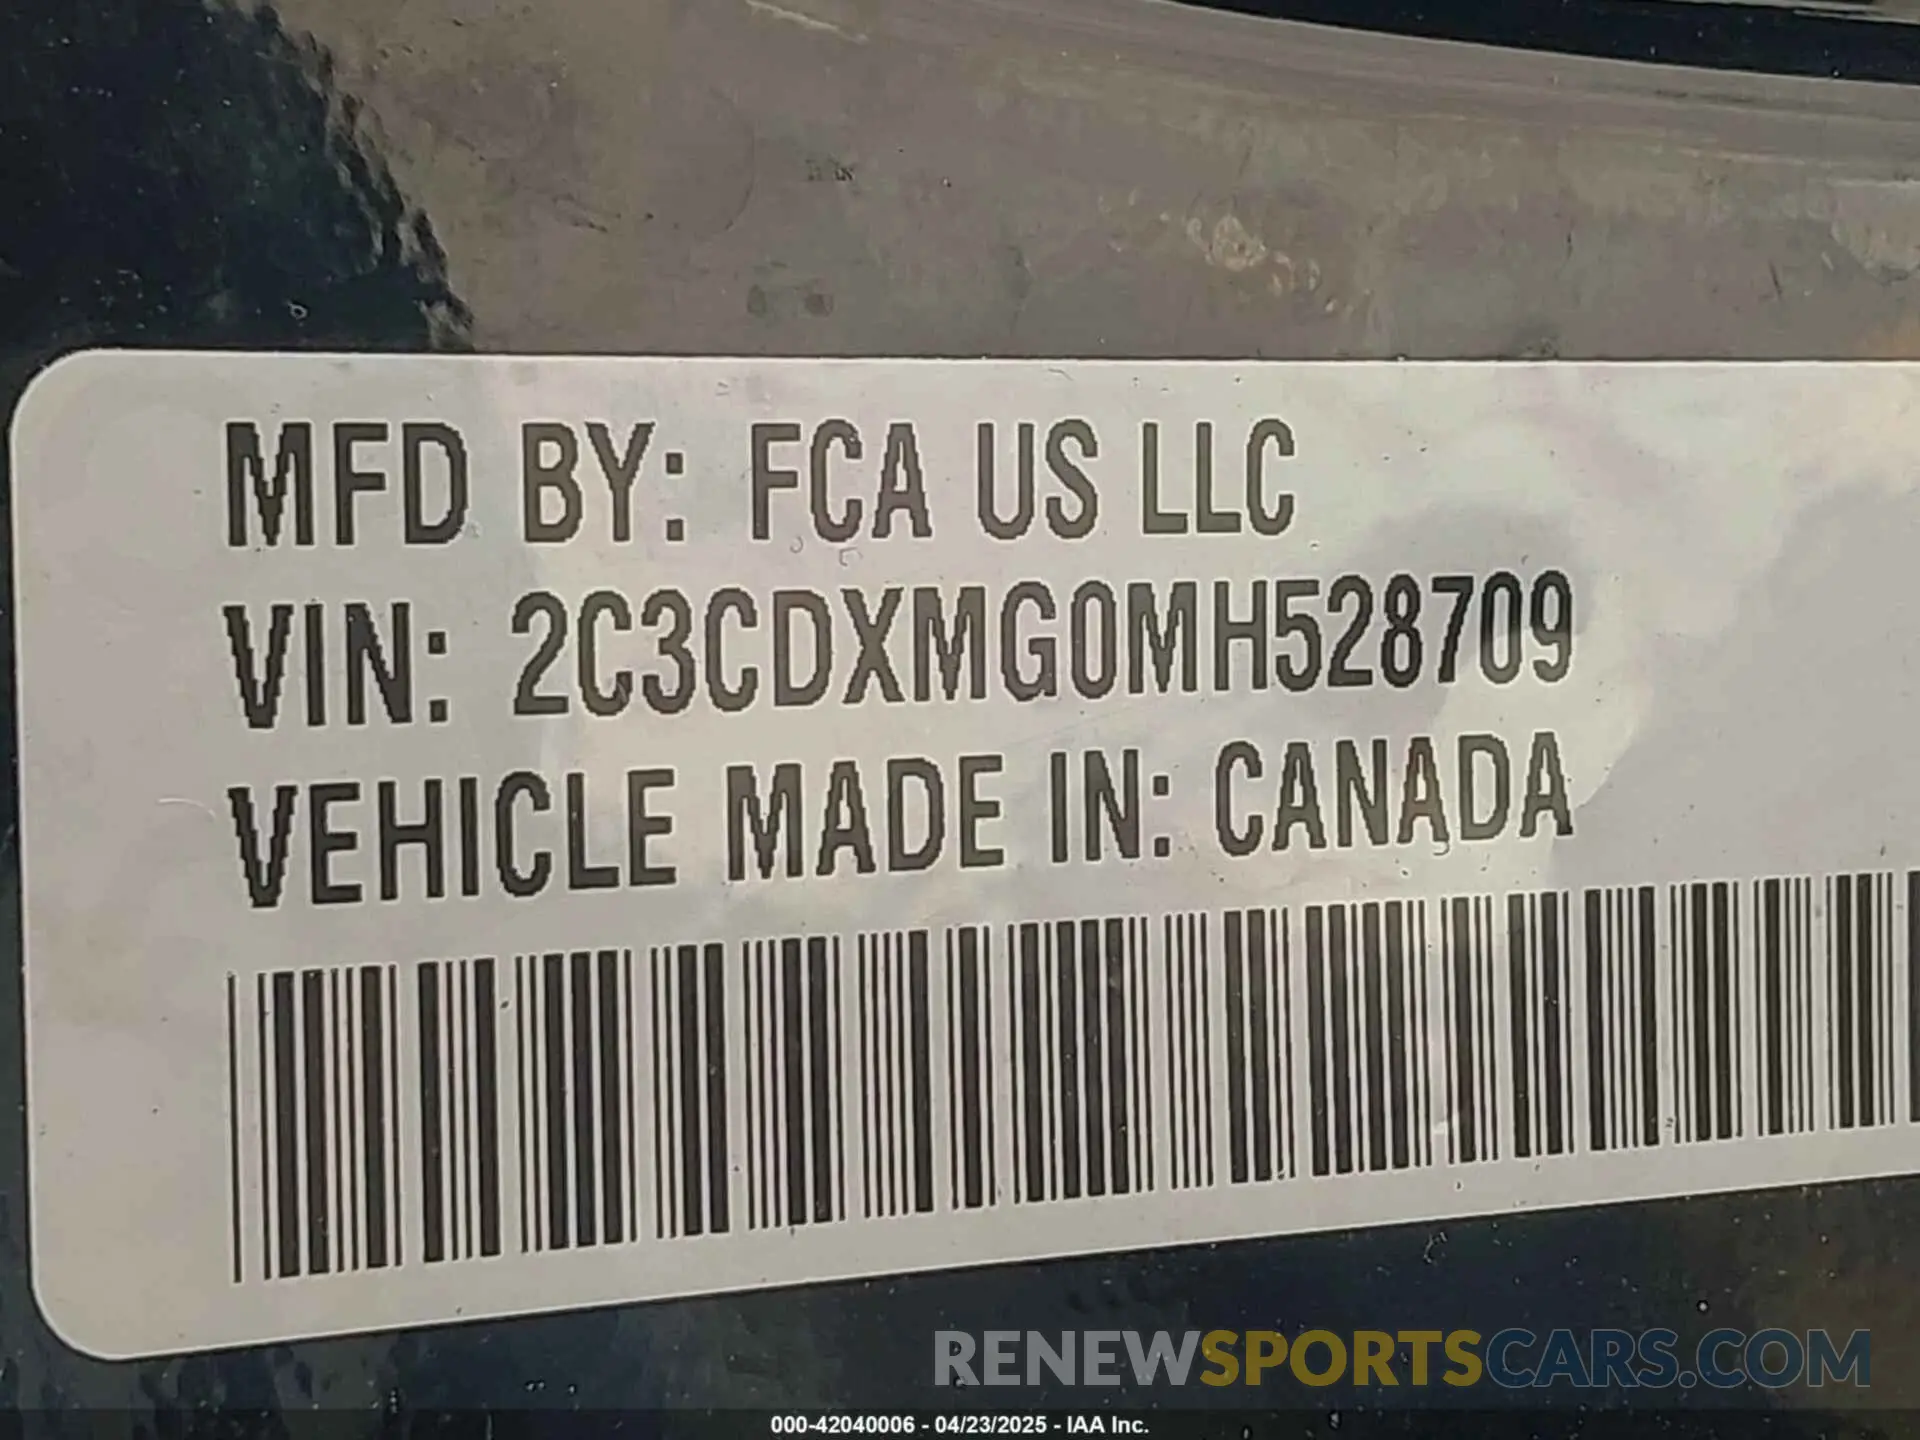 MFD BY: FCA US LLC
VIN: 2C3CDXMG0MH528709
VEHICLE MADE IN: CANADA
RENEWSPORTSCARS.COM
000-42040006 - 04/23/2025 - IAA Inc.